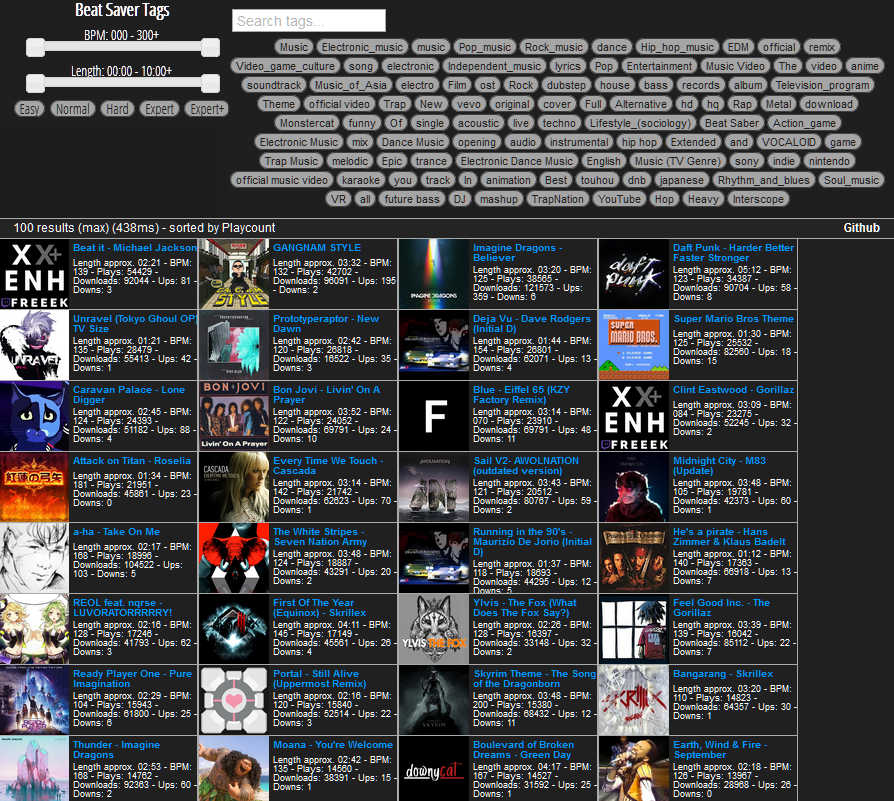 Beat Saver Tags
BPM: 000 - 300+
Length: 00:00 - 10:00+
Easy Normal Hard Expert Expert+
Search tags...
Music Electronic_music music Pop_music Rock_music dance Hip_hop_music EDM official remix
Video_game_culture song electronic Independent_music lyrics Pop Entertainment Music Video The video anime
soundtrack Music_of_Asia electro Film ost Rock dubstep house bass records album Television_program
Theme official video Trap New vevo original cover Full Alternative hd hq Rap Metal download
Monstercat funny Of single acoustic live techno Lifestyle_(sociology) Beat Saber Action_game
Electronic Music mix Dance Music opening audio instrumental hip hop Extended and VOCALOID game
Trap Music melodic Epic trance Electronic Dance Music English Music (TV Genre) sony indie nintendo
official music video karaoke you track In animation Best touhou dnb japanese Rhythm_and_blues Soul_music
VR all future bass DJ mashup TrapNation YouTube Hop Heavy Interscope
100 results (max) (438ms) - sorted by Playcount
Github
X X+
ENH
FREEEK
Beat it - Michael Jackson
Length approx. 02:21 - BPM:
139 - Plays: 54429 -
Downloads: 92044 - Ups: 81 -
Downs: 3
STYLE
GANGNAM STYLE
Length approx. 03:32 - BPM:
132 - Plays: 42702 -
Downloads: 96091 - Ups: 195
- Downs: 2
IMAGINE DRAGONS
Imagine Dragons -
Believer
Length approx. 03:20 - BPM:
125 - Plays: 38565 -
Downloads: 121573 - Ups:
359 - Downs: 6
daft
Punk
Daft Punk - Harder Better
Faster Stronger
Length approx. 05:12 - BPM:
123 - Plays: 34387 -
Downloads: 90704 - Ups: 58 -
Downs: 8
UNRAVEL
Unravel (Tokyo Ghoul OP)
TV Size
Length approx. 01:21 - BPM:
135 - Plays: 28479 -
Downloads: 55413 - Ups: 42 -
Downs: 1
Prototyperaptor - New
Dawn
Length approx. 02:42 - BPM:
120 - Plays: 26818 -
Downloads: 16522 - Ups: 35 -
Downs: 3
Deja Vu - Dave Rodgers
(Initial D)
Length approx. 01:44 - BPM:
154 - Plays: 26801 -
Downloads: 62071 - Ups: 13 -
Downs: 4
SUPER
MARIO BROS.
Super Mario Bros Theme
Length approx. 01:30 - BPM:
125 - Plays: 25532 -
Downloads: 82560 - Ups: 18 -
Downs: 15
Caravan Palace - Lone
Digger
Length approx. 02:45 - BPM:
124 - Plays: 24393 -
Downloads: 51182 - Ups: 88 -
Downs: 4
BON JOVI
Livin' On A Prayer
Bon Jovi - Livin' On A
Prayer
Length approx. 03:52 - BPM:
122 - Plays: 24052 -
Downloads: 69791 - Ups: 24 -
Downs: 10
F
Blue - Eiffel 65 (KZY
Factory Remix)
Length approx. 03:14 - BPM:
070 - Plays: 23910 -
Downloads: 69791 - Ups: 48 -
Downs: 11
X X+
ENH
FREEEK
Clint Eastwood - Gorillaz
Length approx. 03:09 - BPM:
084 - Plays: 23275 -
Downloads: 52245 - Ups: 32 -
Downs: 2
紅蓮の弓矢
Attack on Titan - Roselia
Length approx. 01:34 - BPM:
181 - Plays: 21951 -
Downloads: 45861 - Ups: 23 -
Downs: 0
CASCADA
Every Time We Touch -
Cascada
Length approx. 03:14 - BPM:
142 - Plays: 21742 -
Downloads: 62623 - Ups: 70 -
Downs: 1
AWOLNATION
Sail V2- AWOLNATION
(outdated version)
Length approx. 03:43 - BPM:
121 - Plays: 20512 -
Downloads: 80767 - Ups: 59 -
Downs: 2
Midnight City - M83
(Update)
Length approx. 03:48 - BPM:
105 - Plays: 19781 -
Downloads: 42373 - Ups: 60 -
Downs: 1
a-ha - Take On Me
Length approx. 02:17 - BPM:
168 - Plays: 18996 -
Downloads: 104522 - Ups:
103 - Downs: 5
The White Stripes -
Seven Nation Army
Length approx. 03:48 - BPM:
124 - Plays: 18887 -
Downloads: 43291 - Ups: 20 -
Downs: 2
Running in the 90's -
Maurizio De Jorio (Initial
D)
Length approx. 01:37 - BPM:
118 - Plays: 18693 -
Downloads: 44295 - Ups: 12 -
Downs: 5
He's a pirate - Hans
Zimmer & Klaus Badelt
Length approx. 01:12 - BPM:
140 - Plays: 17363 -
Downloads: 66918 - Ups: 13 -
Downs: 7
REOL feat. nqrse -
LUVORATORRRRRY!
Length approx. 02:16 - BPM:
128 - Plays: 17246 -
Downloads: 41793 - Ups: 62 -
Downs: 3
First Of The Year
(Equinox) - Skrillex
Length approx. 04:11 - BPM:
145 - Plays: 17149 -
Downloads: 45561 - Ups: 26 -
Downs: 4
YLVIS THE FOX
Ylvis - The Fox (What
Does The Fox Say?)
Length approx. 02:26 - BPM:
128 - Plays: 16397 -
Downloads: 33148 - Ups: 32 -
Downs: 2
Feel Good Inc. - The
Gorillaz
Length approx. 03:39 - BPM:
139 - Plays: 16042 -
Downloads: 85112 - Ups: 22 -
Downs: 7
Ready Player One - Pure
Imagination
Length approx. 02:29 - BPM:
104 - Plays: 15943 -
Downloads: 61800 - Ups: 25 -
Downs: 6
Portal - Still Alive
(Uppermost Remix)
Length approx. 02:16 - BPM:
120 - Plays: 15840 -
Downloads: 52514 - Ups: 22 -
Downs: 3
SKYRIM
Skyrim Theme - The Song
of the Dragonborn
Length approx. 03:48 - BPM:
200 - Plays: 15380 -
Downloads: 68432 - Ups: 12 -
Downs: 11
SKRILLEX
Bangarang - Skrillex
Length approx. 03:20 - BPM:
110 - Plays: 14823 -
Downloads: 64357 - Ups: 30 -
Downs: 1
Thunder - Imagine
Dragons
Length approx. 02:53 - BPM:
168 - Plays: 14762 -
Downloads: 92363 - Ups: 60 -
Downs: 2
Moana - You're Welcome
Length approx. 02:42 - BPM:
135 - Plays: 14560 -
Downloads: 38391 - Ups: 15 -
Downs: 1
downycat
Boulevard of Broken
Dreams - Green Day
Length approx. 04:17 - BPM:
167 - Plays: 14527 -
Downloads: 31592 - Ups: 25 -
Downs: 1
Earth, Wind & Fire -
September
Length approx. 02:18 - BPM:
126 - Plays: 13967 -
Downloads: 28968 - Ups: 26 -
Downs: 0